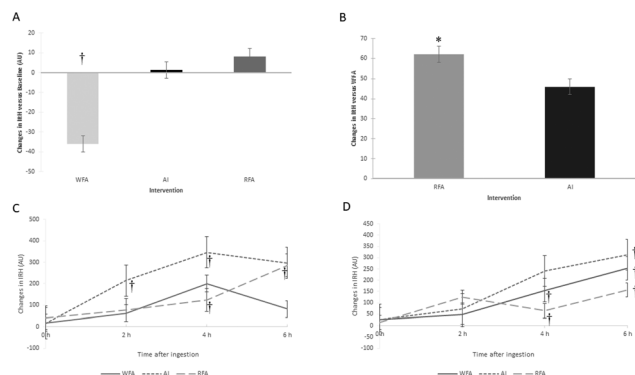 A
Changes in IRH versus Baseline (AU)
20
10
0
-10
-20
-30
-40
-50
†
WFA
AI
RFA
Intervention
B
Changes in IRH versus WFA
70
60
50
40
30
20
10
0
*
RFA
AI
Intervention
C
Changes in iRH (AU)
500
400
300
200
100
0
-100
0 h
2 h
4 h
6 h
†
†
†
†
Time after ingestion
WFA
AI
RFA
D
Changes in iRH (AU)
450
400
350
300
250
200
150
100
50
0
-50
-100
0 h
2 h
4 h
6 h
†
†
Time after ingestion
WFA
AI
RFA